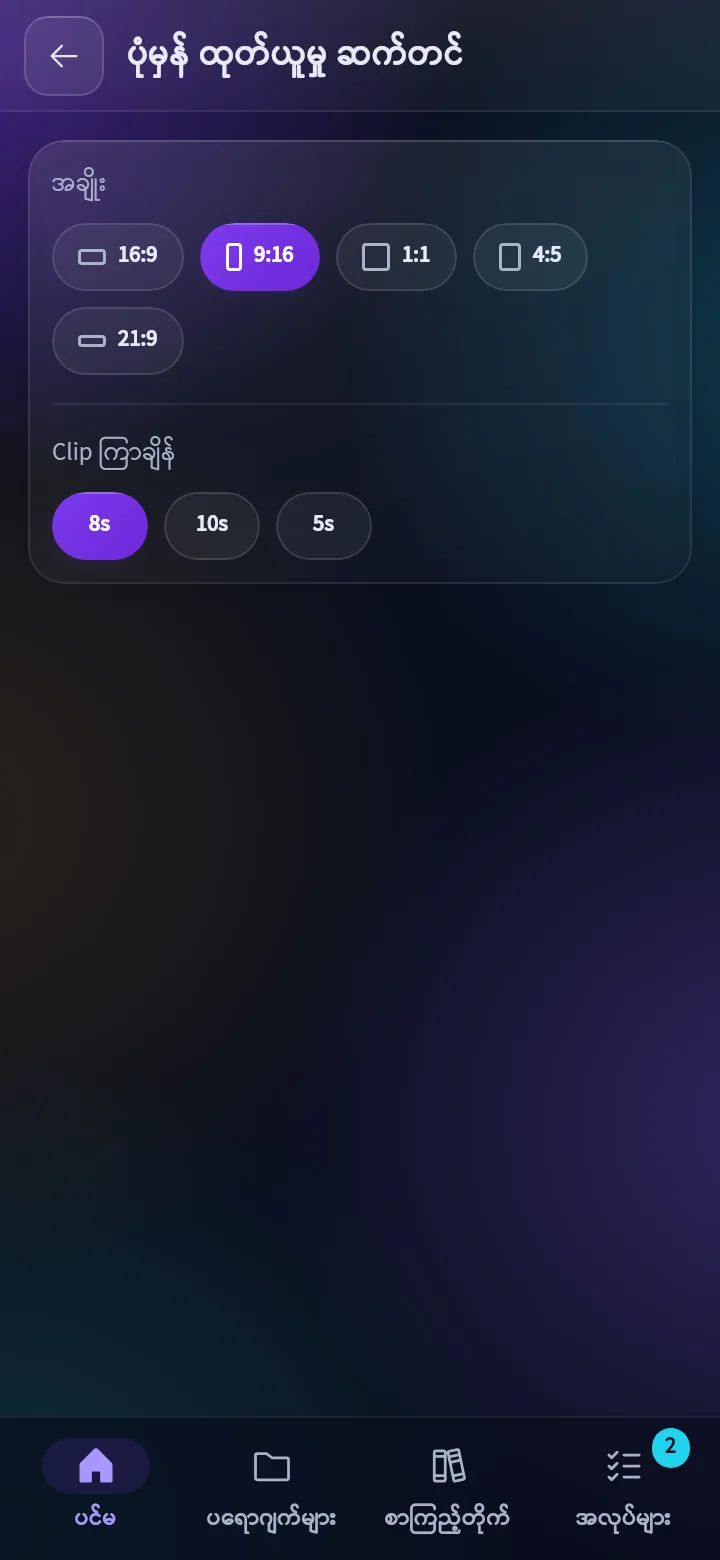 ပုံမှန် ထုတ်ယူမှု ဆက်တင်
အချိုး
16:9 9:16 1:1 4:5
21:9
Clip ကြာချိန်
8s 10s 5s
2
ပင်မ ပရောဂျက်များ စာကြည့်တိုက် အလုပ်များ